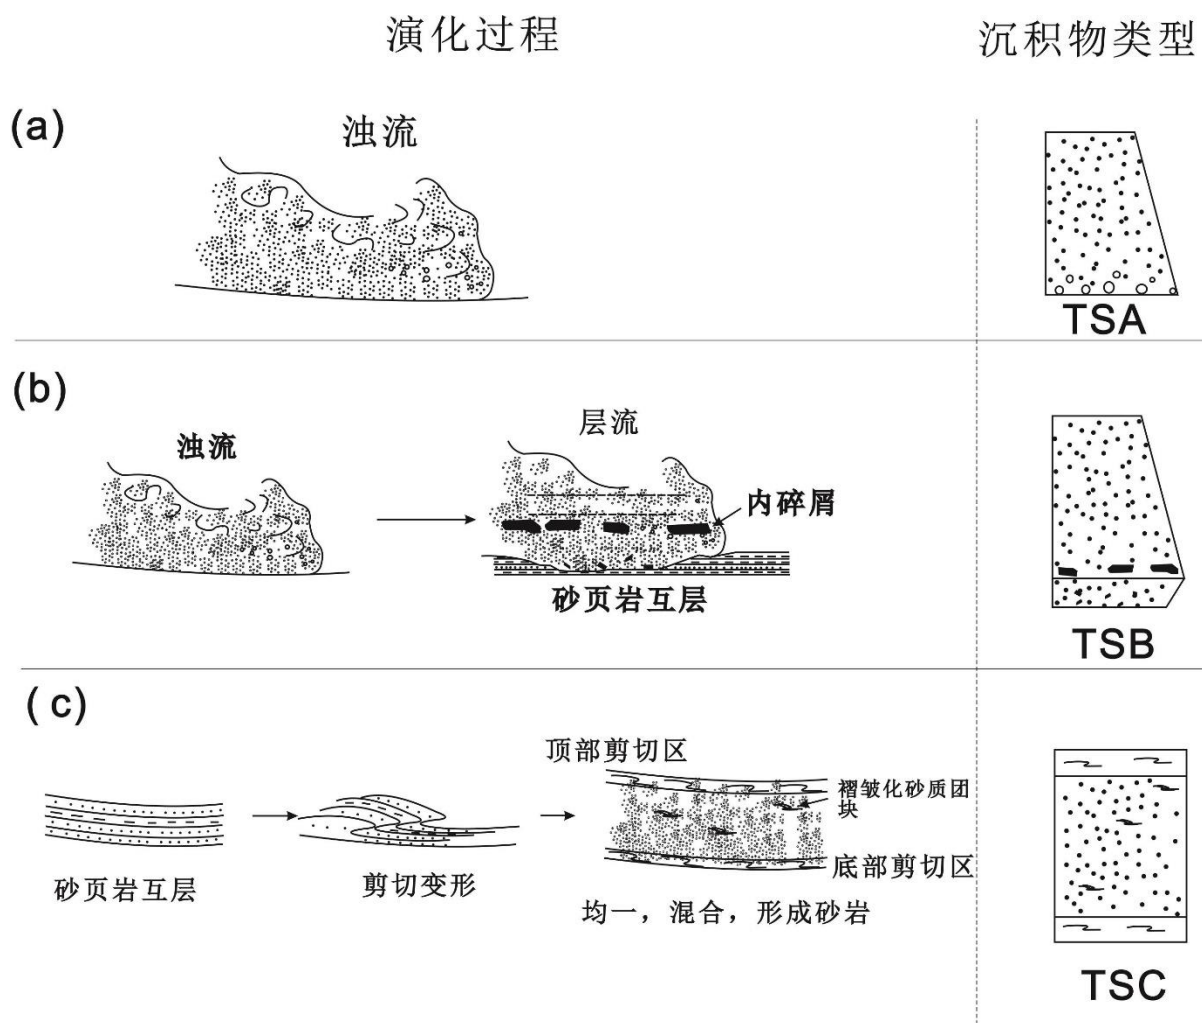 演化过程
沉积物类型
(a)
浊流
TSA
(b)
浊流
层流
内碎屑
砂页岩互层
TSB
( c)
顶部剪切区
褶皱化砂质团
块
底部剪切区
砂页岩互层
剪切变形
均一，混合，形成砂岩
TSC